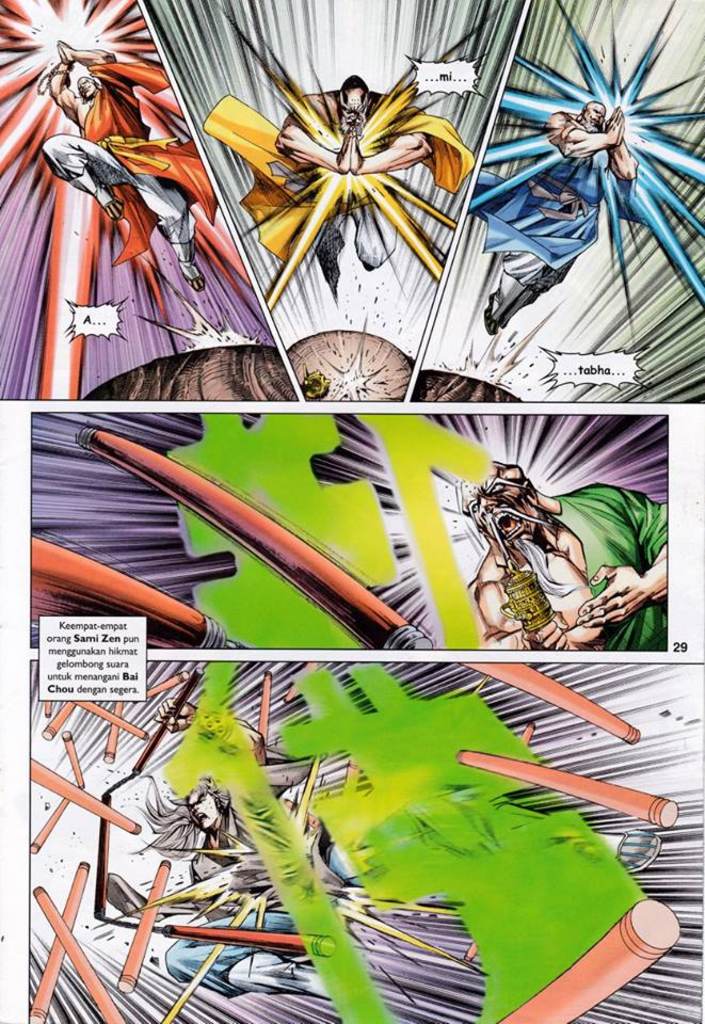 A...
...mi...
...tabha...
29
Keempat-empat
orang Sami Zen pun
menggunakan hikmat
gelombong suara
untuk menangani Bai
Chou dengan segera.